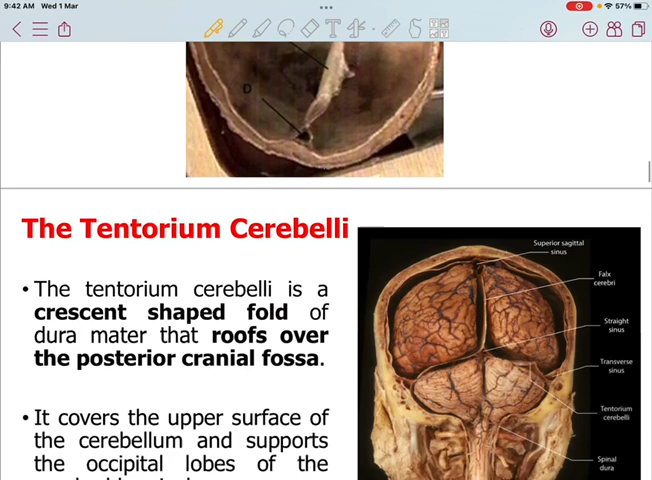 9:42 AM Wed 1 Mar
57%
D
The Tentorium Cerebelli
• The tentorium cerebelli is a
crescent shaped fold of
dura mater that roofs over
the posterior cranial fossa.
• It covers the upper surface of
the cerebellum and supports
the occipital lobes of the
Superior sagittal
sinus
Falx
cerebri
Straight
sinus
Transverse
sinus
Tentorium
cerebelli
Spinal
dura